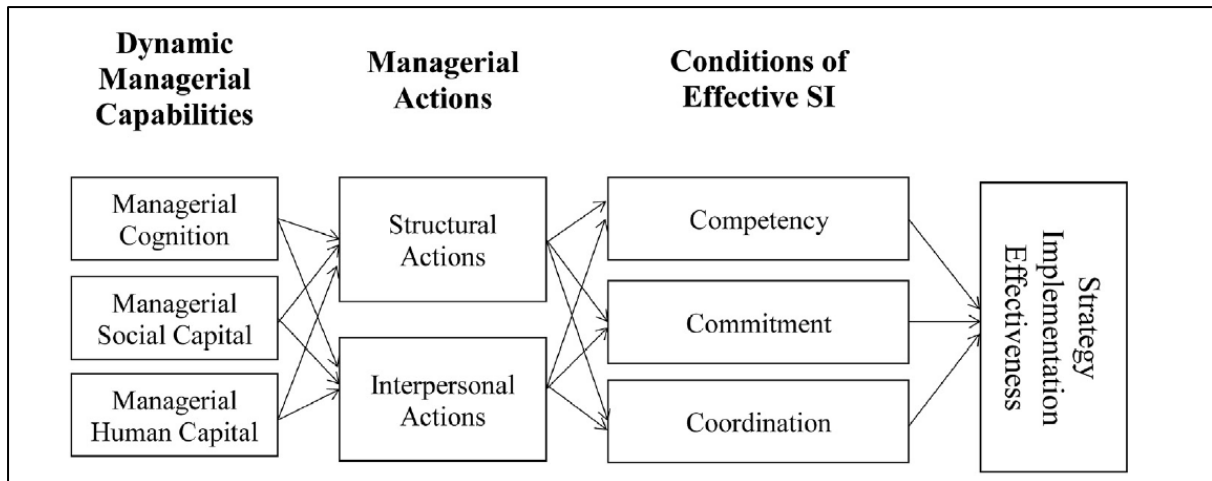 Dynamic
Managerial
Capabilities
Managerial
Actions
Conditions of
Effective SI
Managerial
Cognition
Managerial
Social Capital
Managerial
Human Capital
Structural
Actions
Interpersonal
Actions
Competency
Commitment
Coordination
Strategy
Implementation
Effectiveness